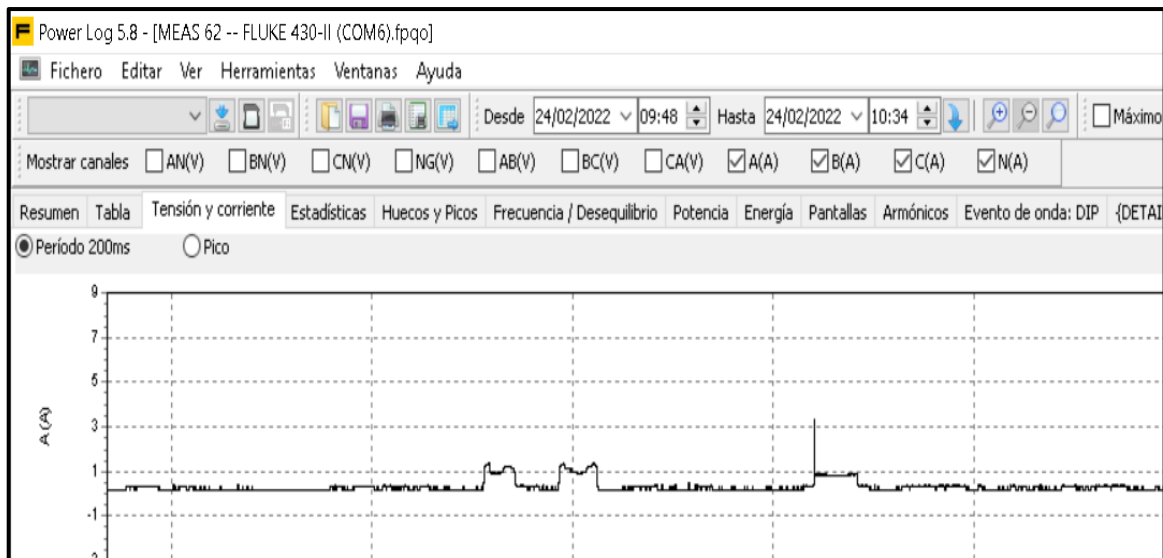 Power Log 5.8 - [MEAS 62 -- FLUKE 430-II (COM6).fpqo]
Fichero Editar Ver Herramientas Ventanas Ayuda
Desde 24/02/2022 09:48 Hasta 24/02/2022 10:34 Máximo
Mostrar canales AN(V) BN(V) CN(V) NG(V) AB(V) BC(V) CA(V) A(A) B(A) C(A) N(A)
Resumen Tabla Tensión y corriente Estadísticas Huecos y Picos Frecuencia / Desequilibrio Potencia Energía Pantallas Armónicos Evento de onda: DIP -{DETAI
Período 200ms Pico
9
7
5
A (A)
3
1
-1